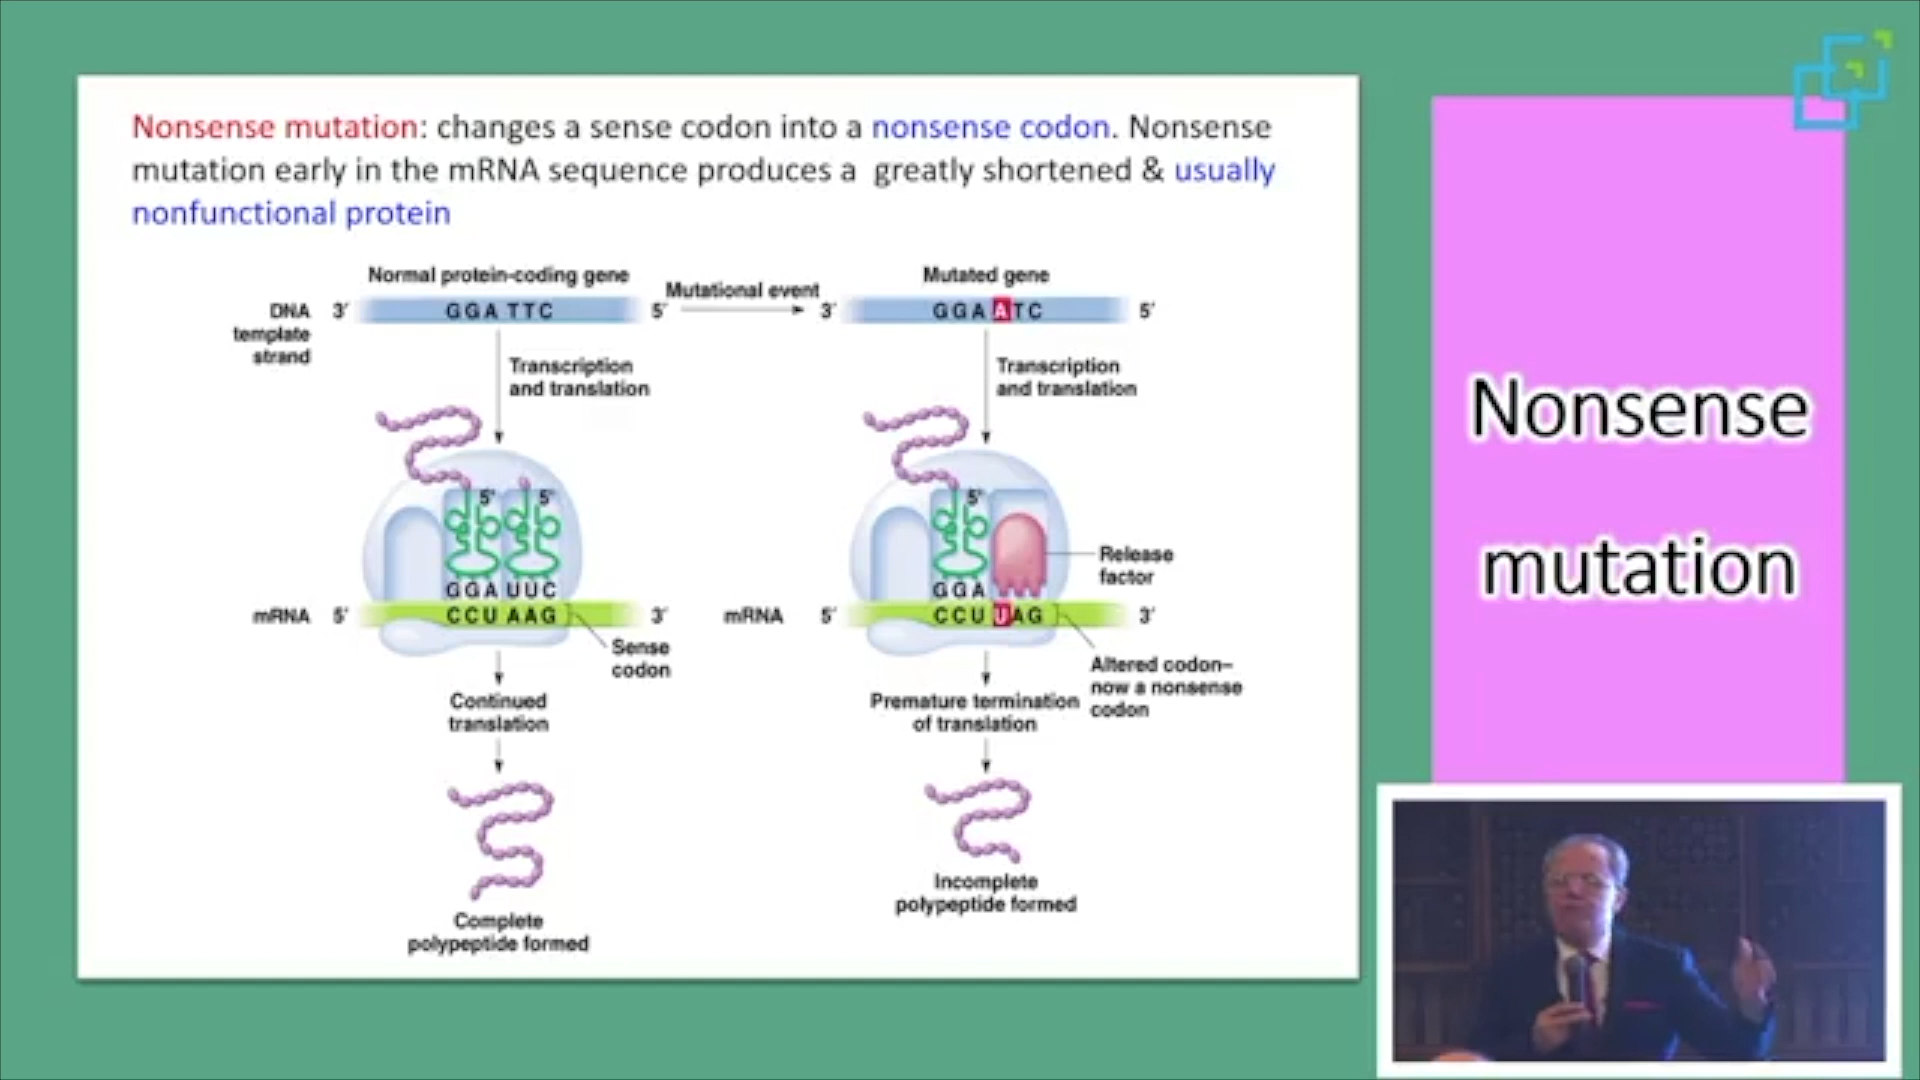 Nonsense mutation: changes a sense codon into a nonsense codon. Nonsense
mutation early in the mRNA sequence produces a greatly shortened & usually
nonfunctional protein
Normal protein-coding gene
Mutational event
Mutated gene
DNA
template
strand
3′
GGA TTC
5′
3′
GGA ATC
5′
Transcription
and translation
Transcription
and translation
5′
5′
5′
Release
factor
GGA UUC
GGA
mRNA
5′
CCU AAG
3′
mRNA
5′
CCU UAG
3′
Sense
codon
Altered codon–
now a nonsense
codon
Continued
translation
Premature termination
of translation
Complete
polypeptide formed
Incomplete
polypeptide formed
Nonsense
mutation